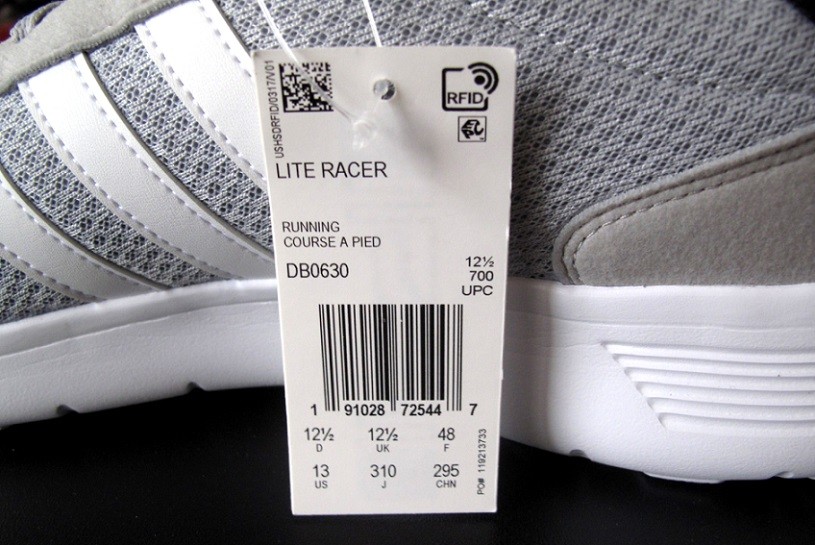 USHSDRFID/0317/V01
RFID
LITE RACER
RUNNING
COURSE A PIED
DB0630
12½
700
UPC
1 91028 72544 7
12½ 12½ 48
D UK F
13 310 295
US J CHN
PO# 119213733